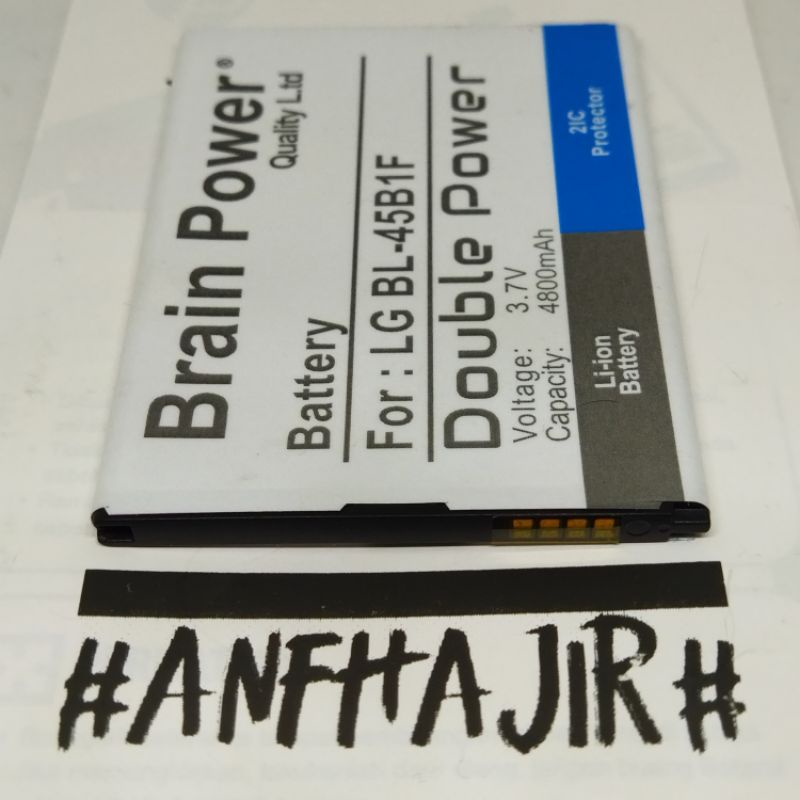 Brain Power®
Quality L.td
Battery
For : LG BL-45B1F
Double Power
Voltage: 3.7V
Capacity: 4800mAh
2IC
Protector
Li-ion
Battery
#ANFHAJIR#